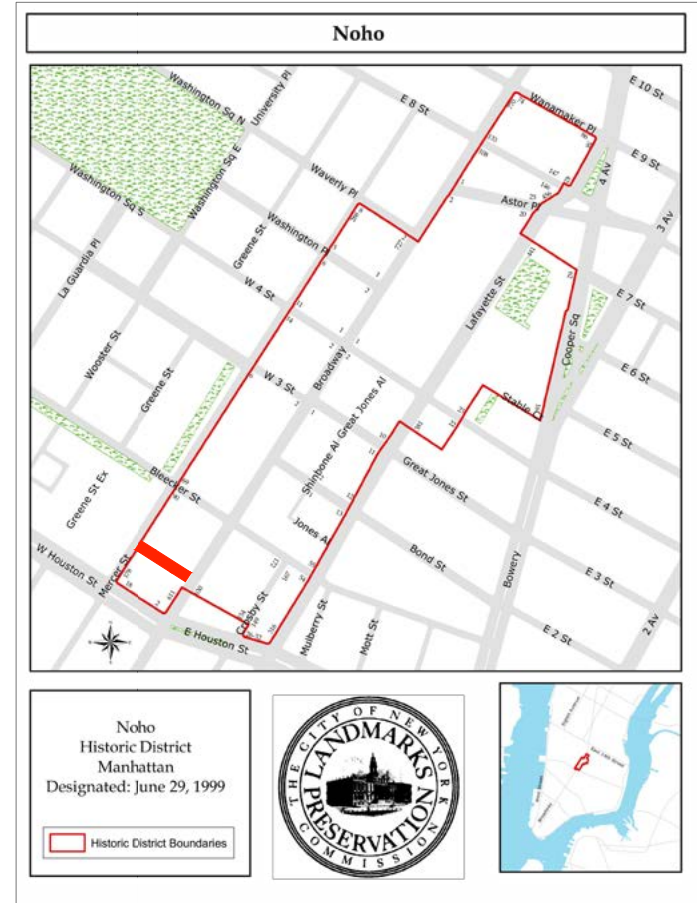 Noho
Washington Sq N
University Pl
E 8 St
Wanamaker Pl
E 10 St
E 9 St
4 Av
3 Av
Washington Sq E
Waverly Pl
Astor Pl
Washington Sq S
Washington Pl
Greene St
La Guardia Pl
W 4 St
Lafayette St
E 7 St
Cooper Sq
Wooster St
Greene St
Broadway
E 6 St
W 3 St
Great Jones Al
Stable Ct
E 5 St
Shinbone Al
Bleecker St
Great Jones St
E 4 St
Greene St Ex
Jones Al
Bond St
E 3 St
W Houston St
Mercer St
Bowery
Crosby St
Mulberry St
Mott St
E 2 St
2 Av
E Houston St
Noho
Historic District
Manhattan
Designated: June 29, 1999
Historic District Boundaries
THE CITY OF NEW YORK
LANDMARKS
PRESERVATION
COMMISSION